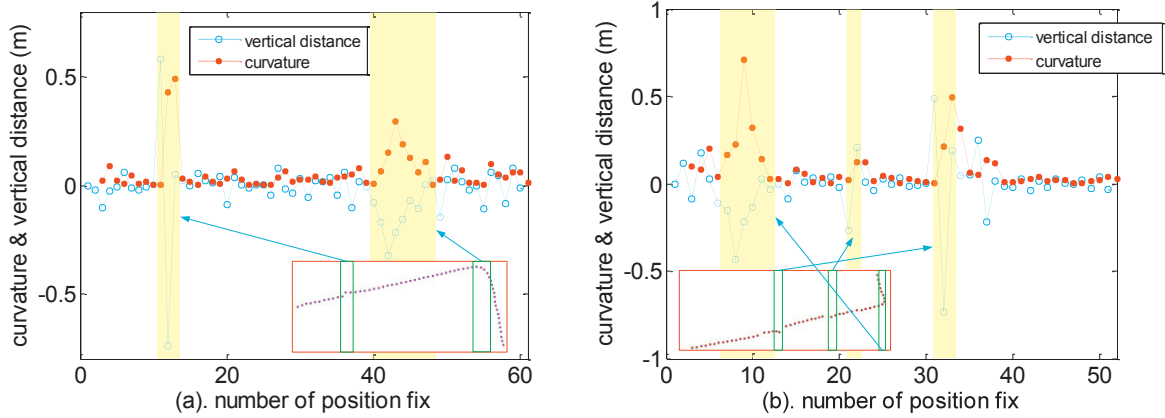 curvature & vertical distance (m)
0.5
0
-0.5
0
20
40
60
vertical distance
curvature
(a). number of position fix
curvature & vertical distance (m)
1
0.5
0
-0.5
-1
0
10
20
30
40
50
vertical distance
curvature
(b). number of position fix